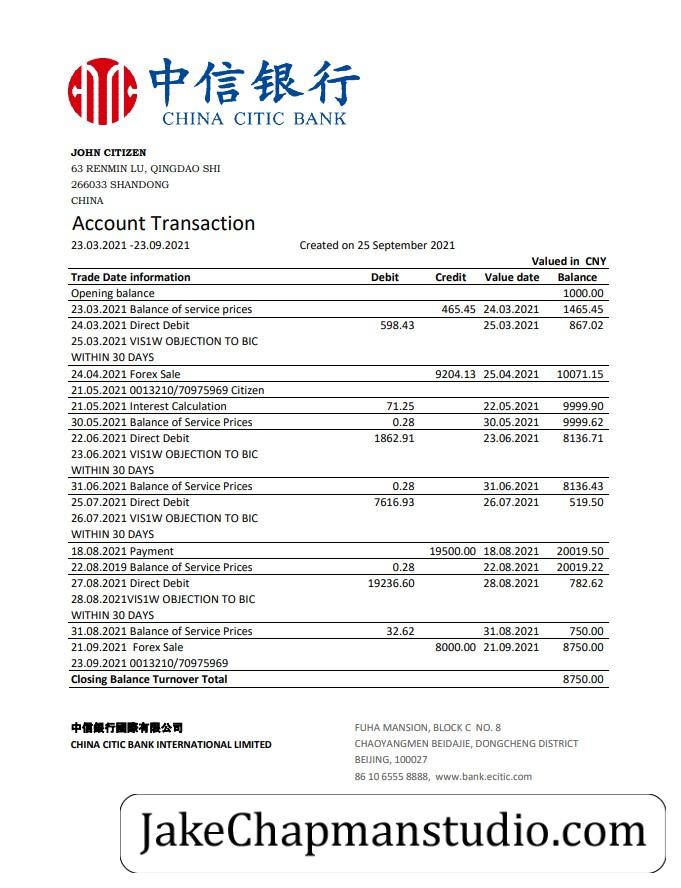 中信银行
CHINA CITIC BANK
JOHN CITIZEN
63 RENMIN LU, QINGDAO SHI
266033 SHANDONG
CHINA
Account Transaction
23.03.2021 -23.09.2021 Created on 25 September 2021
Valued in CNY
Trade Date information Debit Credit Value date Balance
Opening balance 1000.00
23.03.2021 Balance of service prices 465.45 24.03.2021 1465.45
24.03.2021 Direct Debit 598.43 25.03.2021 867.02
25.03.2021 VIS1W OBJECTION TO BIC
WITHIN 30 DAYS
24.04.2021 Forex Sale 9204.13 25.04.2021 10071.15
21.05.2021 0013210/70975969 Citizen
21.05.2021 Interest Calculation 71.25 22.05.2021 9999.90
30.05.2021 Balance of Service Prices 0.28 30.05.2021 9999.62
22.06.2021 Direct Debit 1862.91 23.06.2021 8136.71
23.06.2021 VIS1W OBJECTION TO BIC
WITHIN 30 DAYS
31.06.2021 Balance of Service Prices 0.28 31.06.2021 8136.43
25.07.2021 Direct Debit 7616.93 26.07.2021 519.50
26.07.2021 VIS1W OBJECTION TO BIC
WITHIN 30 DAYS
18.08.2021 Payment 19500.00 18.08.2021 20019.50
22.08.2019 Balance of Service Prices 0.28 22.08.2021 20019.22
27.08.2021 Direct Debit 19236.60 28.08.2021 782.62
28.08.2021VIS1W OBJECTION TO BIC
WITHIN 30 DAYS
31.08.2021 Balance of Service Prices 32.62 31.08.2021 750.00
21.09.2021 Forex Sale 8000.00 21.09.2021 8750.00
23.09.2021 0013210/70975969
Closing Balance Turnover Total 8750.00
中信銀行國際有限公司
CHINA CITIC BANK INTERNATIONAL LIMITED
FUHA MANSION, BLOCK C NO. 8
CHAOYANGMEN BEIDAJIE, DONGCHENG DISTRICT
BEIJING, 100027
86 10 6555 8888, www.bank.ecitic.com
JakeChapmanstudio.com